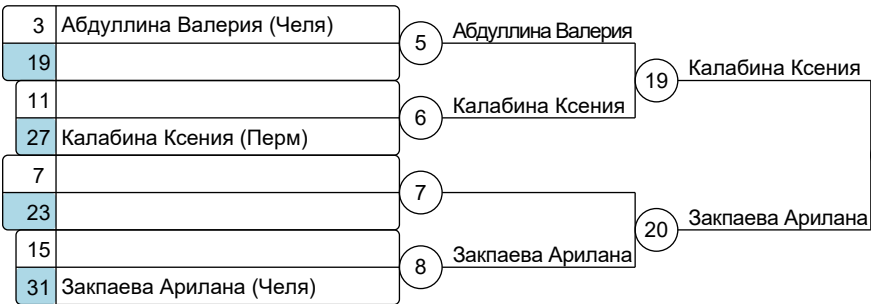 3 Абдуллина Валерия (Челя)
5 Абдуллина Валерия
19
19 Калабина Ксения
11
6 Калабина Ксения
27 Калабина Ксения (Перм)
7
7
23
20 Закпаева Арилана
15
8 Закпаева Арилана
31 Закпаева Арилана (Челя)